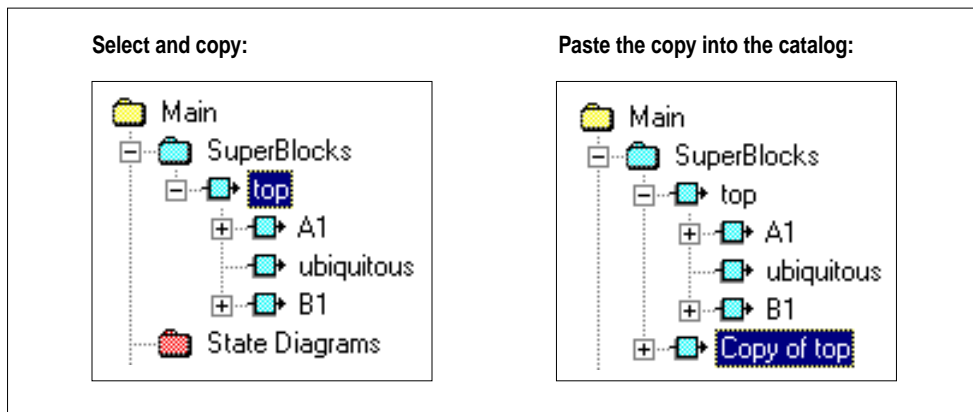 Select and copy:
Main
SuperBlocks
top
A1
ubiquitous
B1
State Diagrams
Paste the copy into the catalog:
Main
SuperBlocks
top
A1
ubiquitous
B1
Copy of top